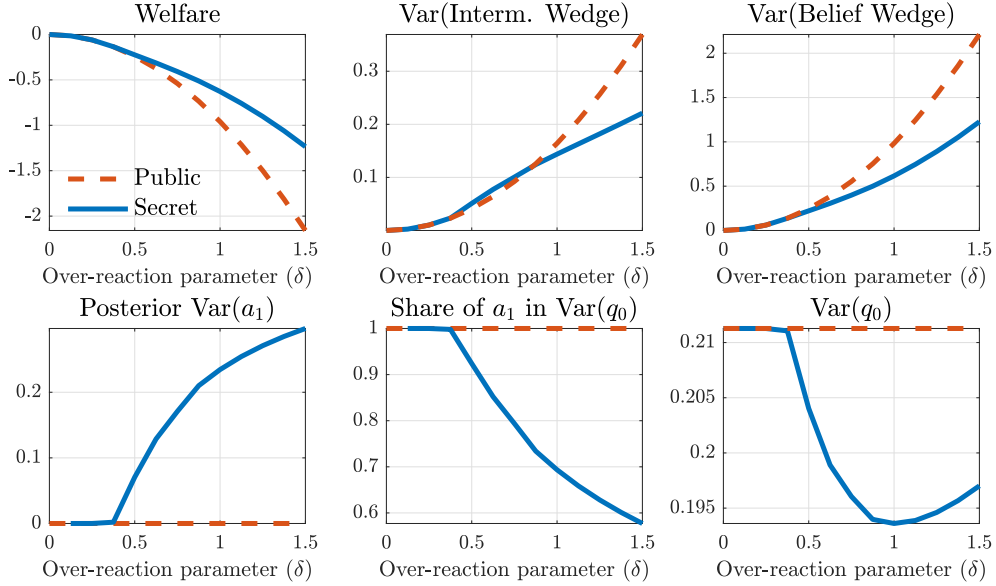 Welfare
Var(Interm. Wedge)
Var(Belief Wedge)
0
-0.5
-1
-1.5
-2
Public
Secret
0 0.5 1 1.5
Over-reaction parameter (δ)
0.3
0.2
0.1
0 0.5 1 1.5
Over-reaction parameter (δ)
2
1.5
1
0.5
0
0 0.5 1 1.5
Over-reaction parameter (δ)
Posterior Var(a₁)
Share of a₁ in Var(q₀)
Var(q₀)
0.2
0.1
0
0 0.5 1 1.5
Over-reaction parameter (δ)
1
0.9
0.8
0.7
0.6
0 0.5 1 1.5
Over-reaction parameter (δ)
0.21
0.205
0.2
0.195
0 0.5 1 1.5
Over-reaction parameter (δ)